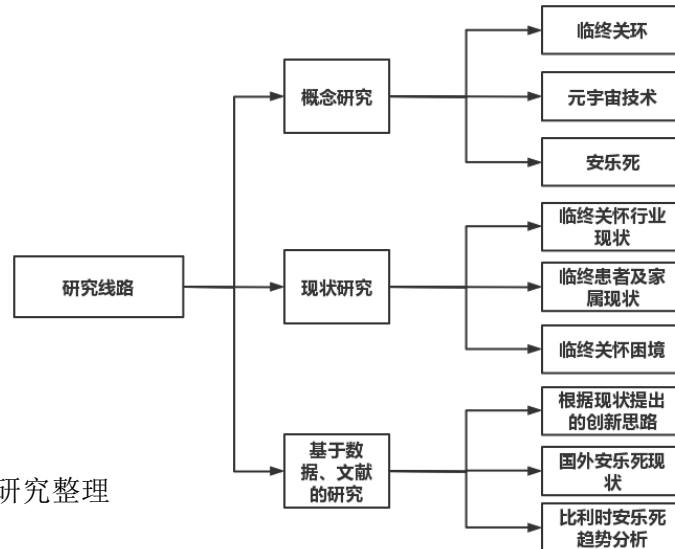 研究线路
概念研究
临终关环
元宇宙技术
安乐死
现状研究
临终关怀行业
现状
临终患者及家
属现状
临终关怀困境
基于数
据、文献
的研究
根据现状提出
的创新思路
国外安乐死现
状
比利时安乐死
趋势分析
研究整理